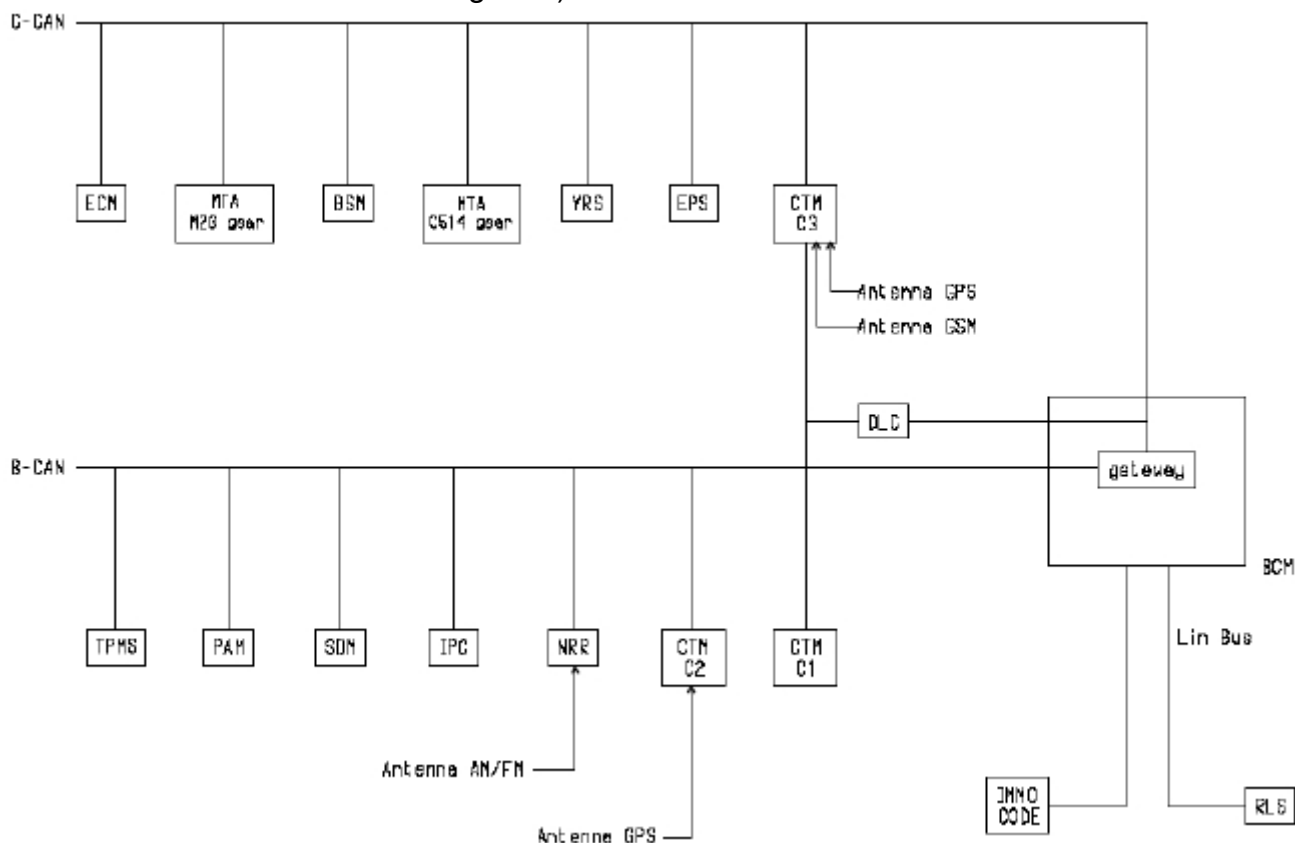 C-CAN
ECM
MTA
M20 gear
BSM
MTA
C514 gear
YRS
EPS
CTM
C3
Antenna GPS
Antenna GSM
DLC
B-CAN
gateway
BCM
TPMS
PAM
SDM
IPC
NRR
CTM
C2
CTM
C1
Lin Bus
Antenna AM/FM
IMMO
CODE
RLS
Antenna GPS